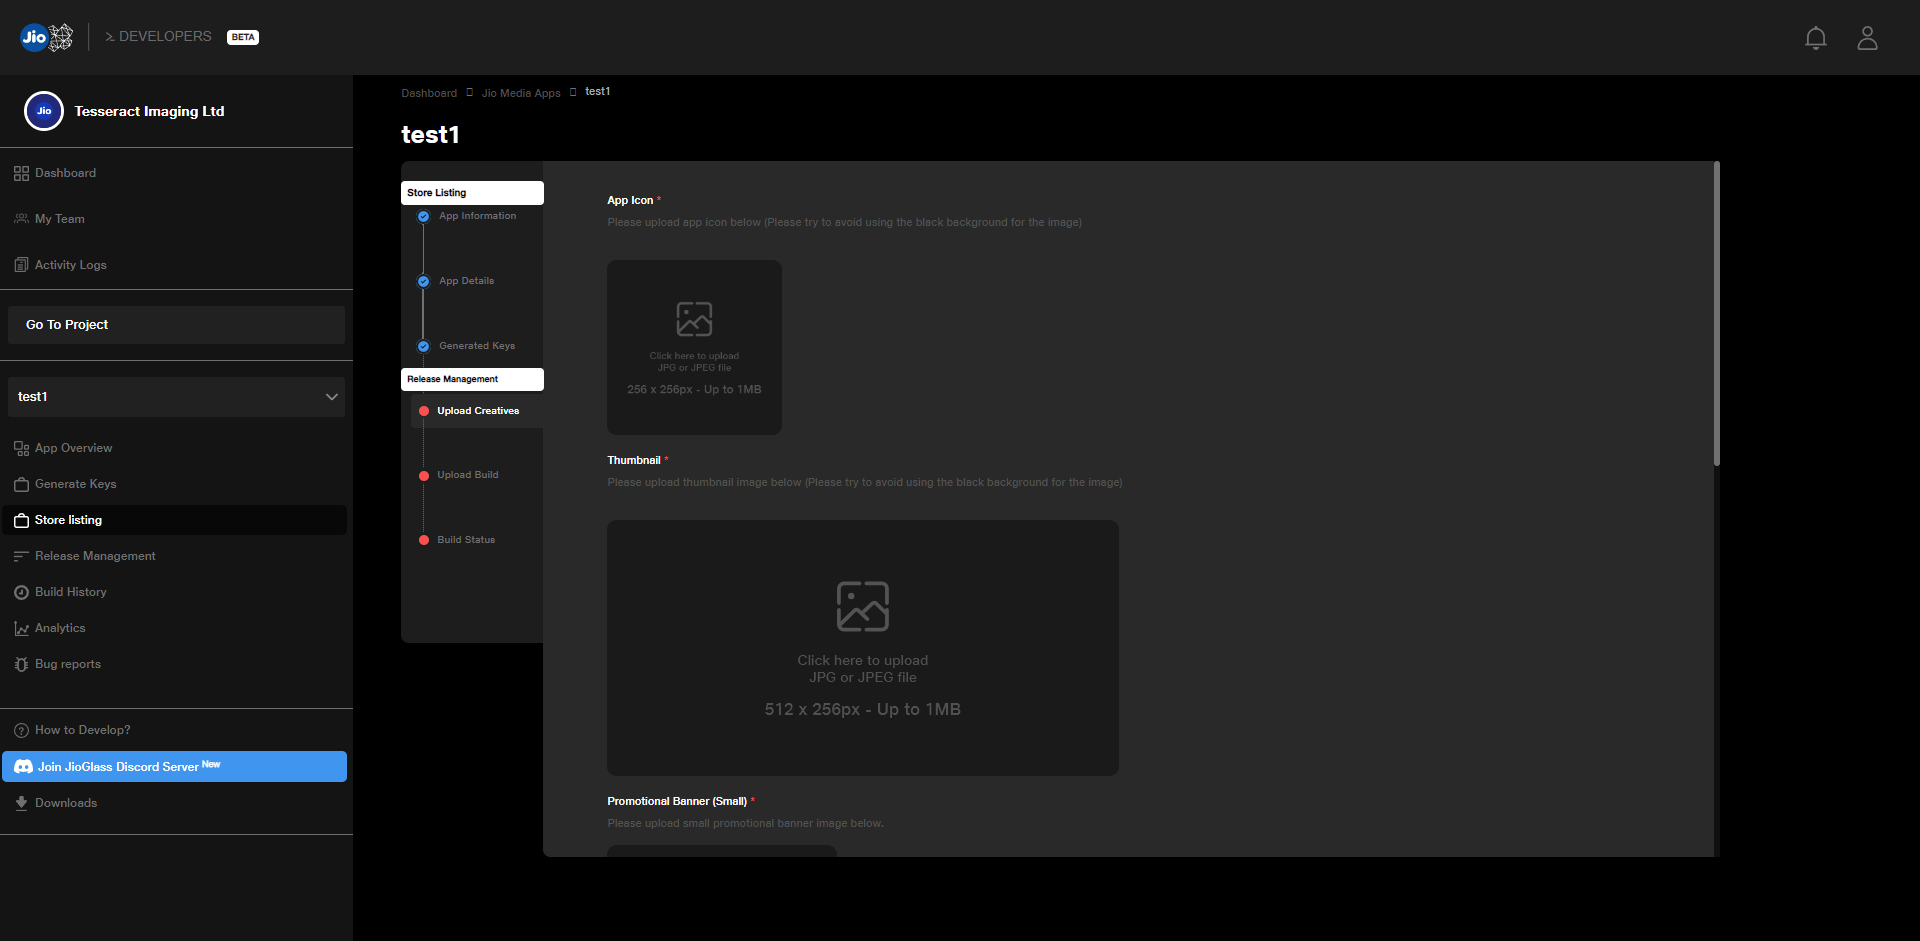 Jio
DEVELOPERS
BETA
Jio
Tesseract Imaging Ltd
Dashboard
My Team
Activity Logs
Go To Project
test1
App Overview
Generate Keys
Store listing
Release Management
Build History
Analytics
Bug reports
How to Develop?
Join JioGlass Discord Server New
Downloads
Dashboard Jio Media Apps test1
test1
Store Listing
App Information
App Details
Generated Keys
Release Management
Upload Creatives
Upload Build
Build Status
App Icon *
Please upload app icon below (Please try to avoid using the black background for the image)
Click here to upload
JPG or JPEG file
256 x 256px - Up to 1MB
Thumbnail *
Please upload thumbnail image below (Please try to avoid using the black background for the image)
Click here to upload
JPG or JPEG file
512 x 256px - Up to 1MB
Promotional Banner (Small) *
Please upload small promotional banner image below.